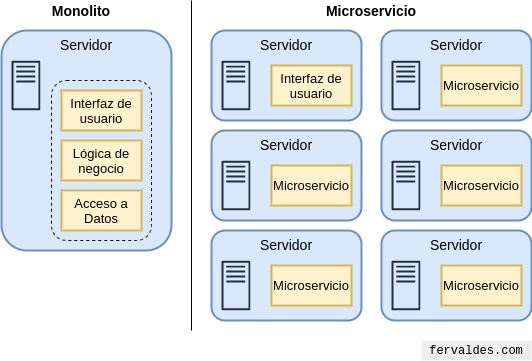 Monolito
Servidor
Interfaz de
usuario
Lógica de
negocio
Acceso a
Datos
Microservicio
Servidor
Interfaz de
usuario
Servidor
Microservicio
Servidor
Microservicio
Servidor
Microservicio
Servidor
Microservicio
Servidor
Microservicio
fervaldes.com